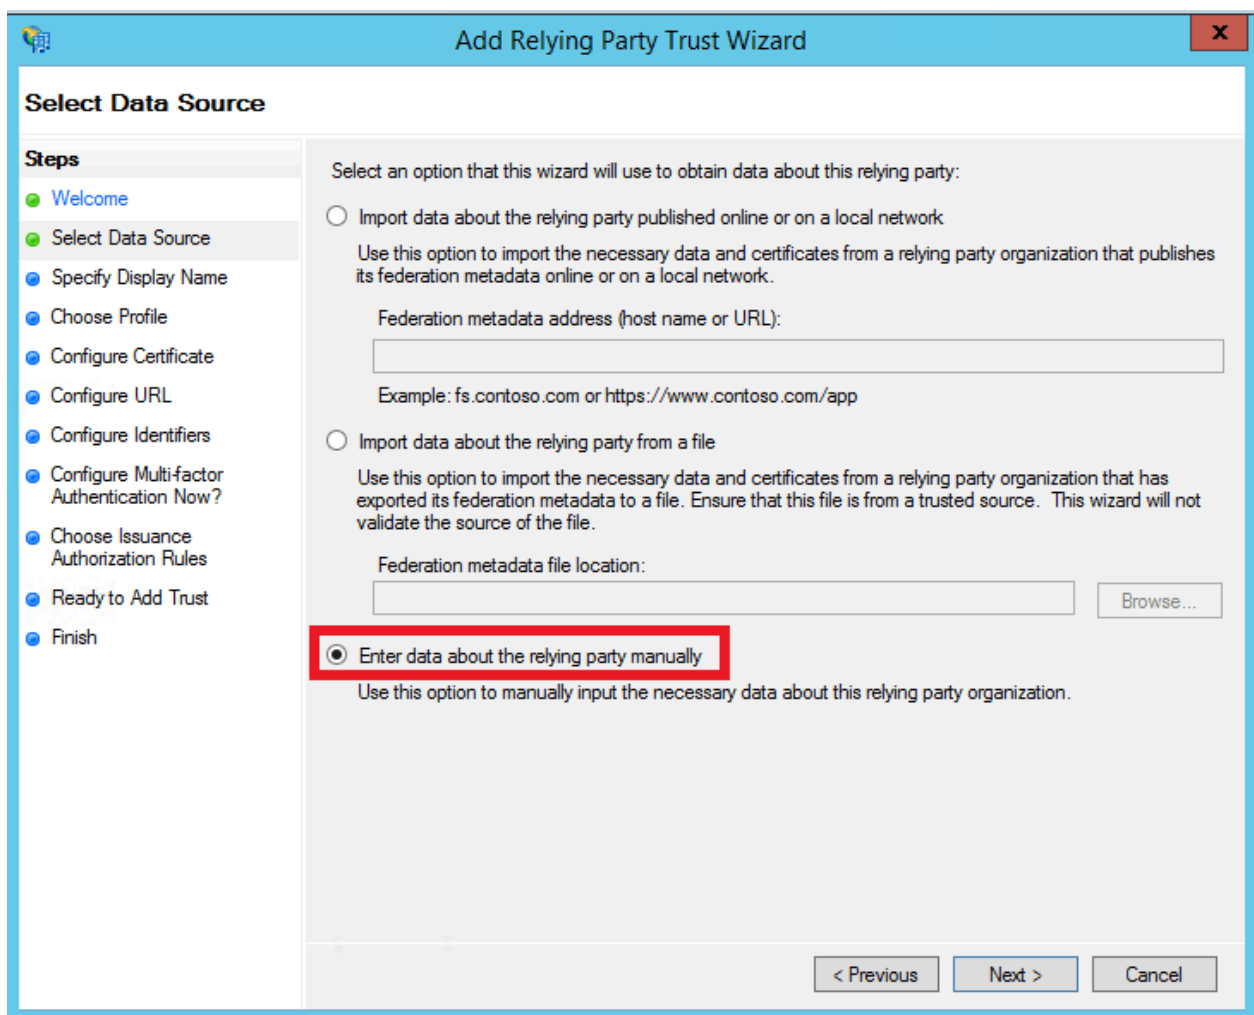 Add Relying Party Trust Wizard
x
Select Data Source
Steps
Welcome
Select Data Source
Specify Display Name
Choose Profile
Configure Certificate
Configure URL
Configure Identifiers
Configure Multi-factor
Authentication Now?
Choose Issuance
Authorization Rules
Ready to Add Trust
Finish
Select an option that this wizard will use to obtain data about this relying party:
Import data about the relying party published online or on a local network
Use this option to import the necessary data and certificates from a relying party organization that publishes
its federation metadata online or on a local network.
Federation metadata address (host name or URL):
Example: fs.contoso.com or https://www.contoso.com/app
Import data about the relying party from a file
Use this option to import the necessary data and certificates from a relying party organization that has
exported its federation metadata to a file. Ensure that this file is from a trusted source.  This wizard will not
validate the source of the file.
Federation metadata file location:
Browse...
Enter data about the relying party manually
Use this option to manually input the necessary data about this relying party organization.
< Previous
Next >
Cancel